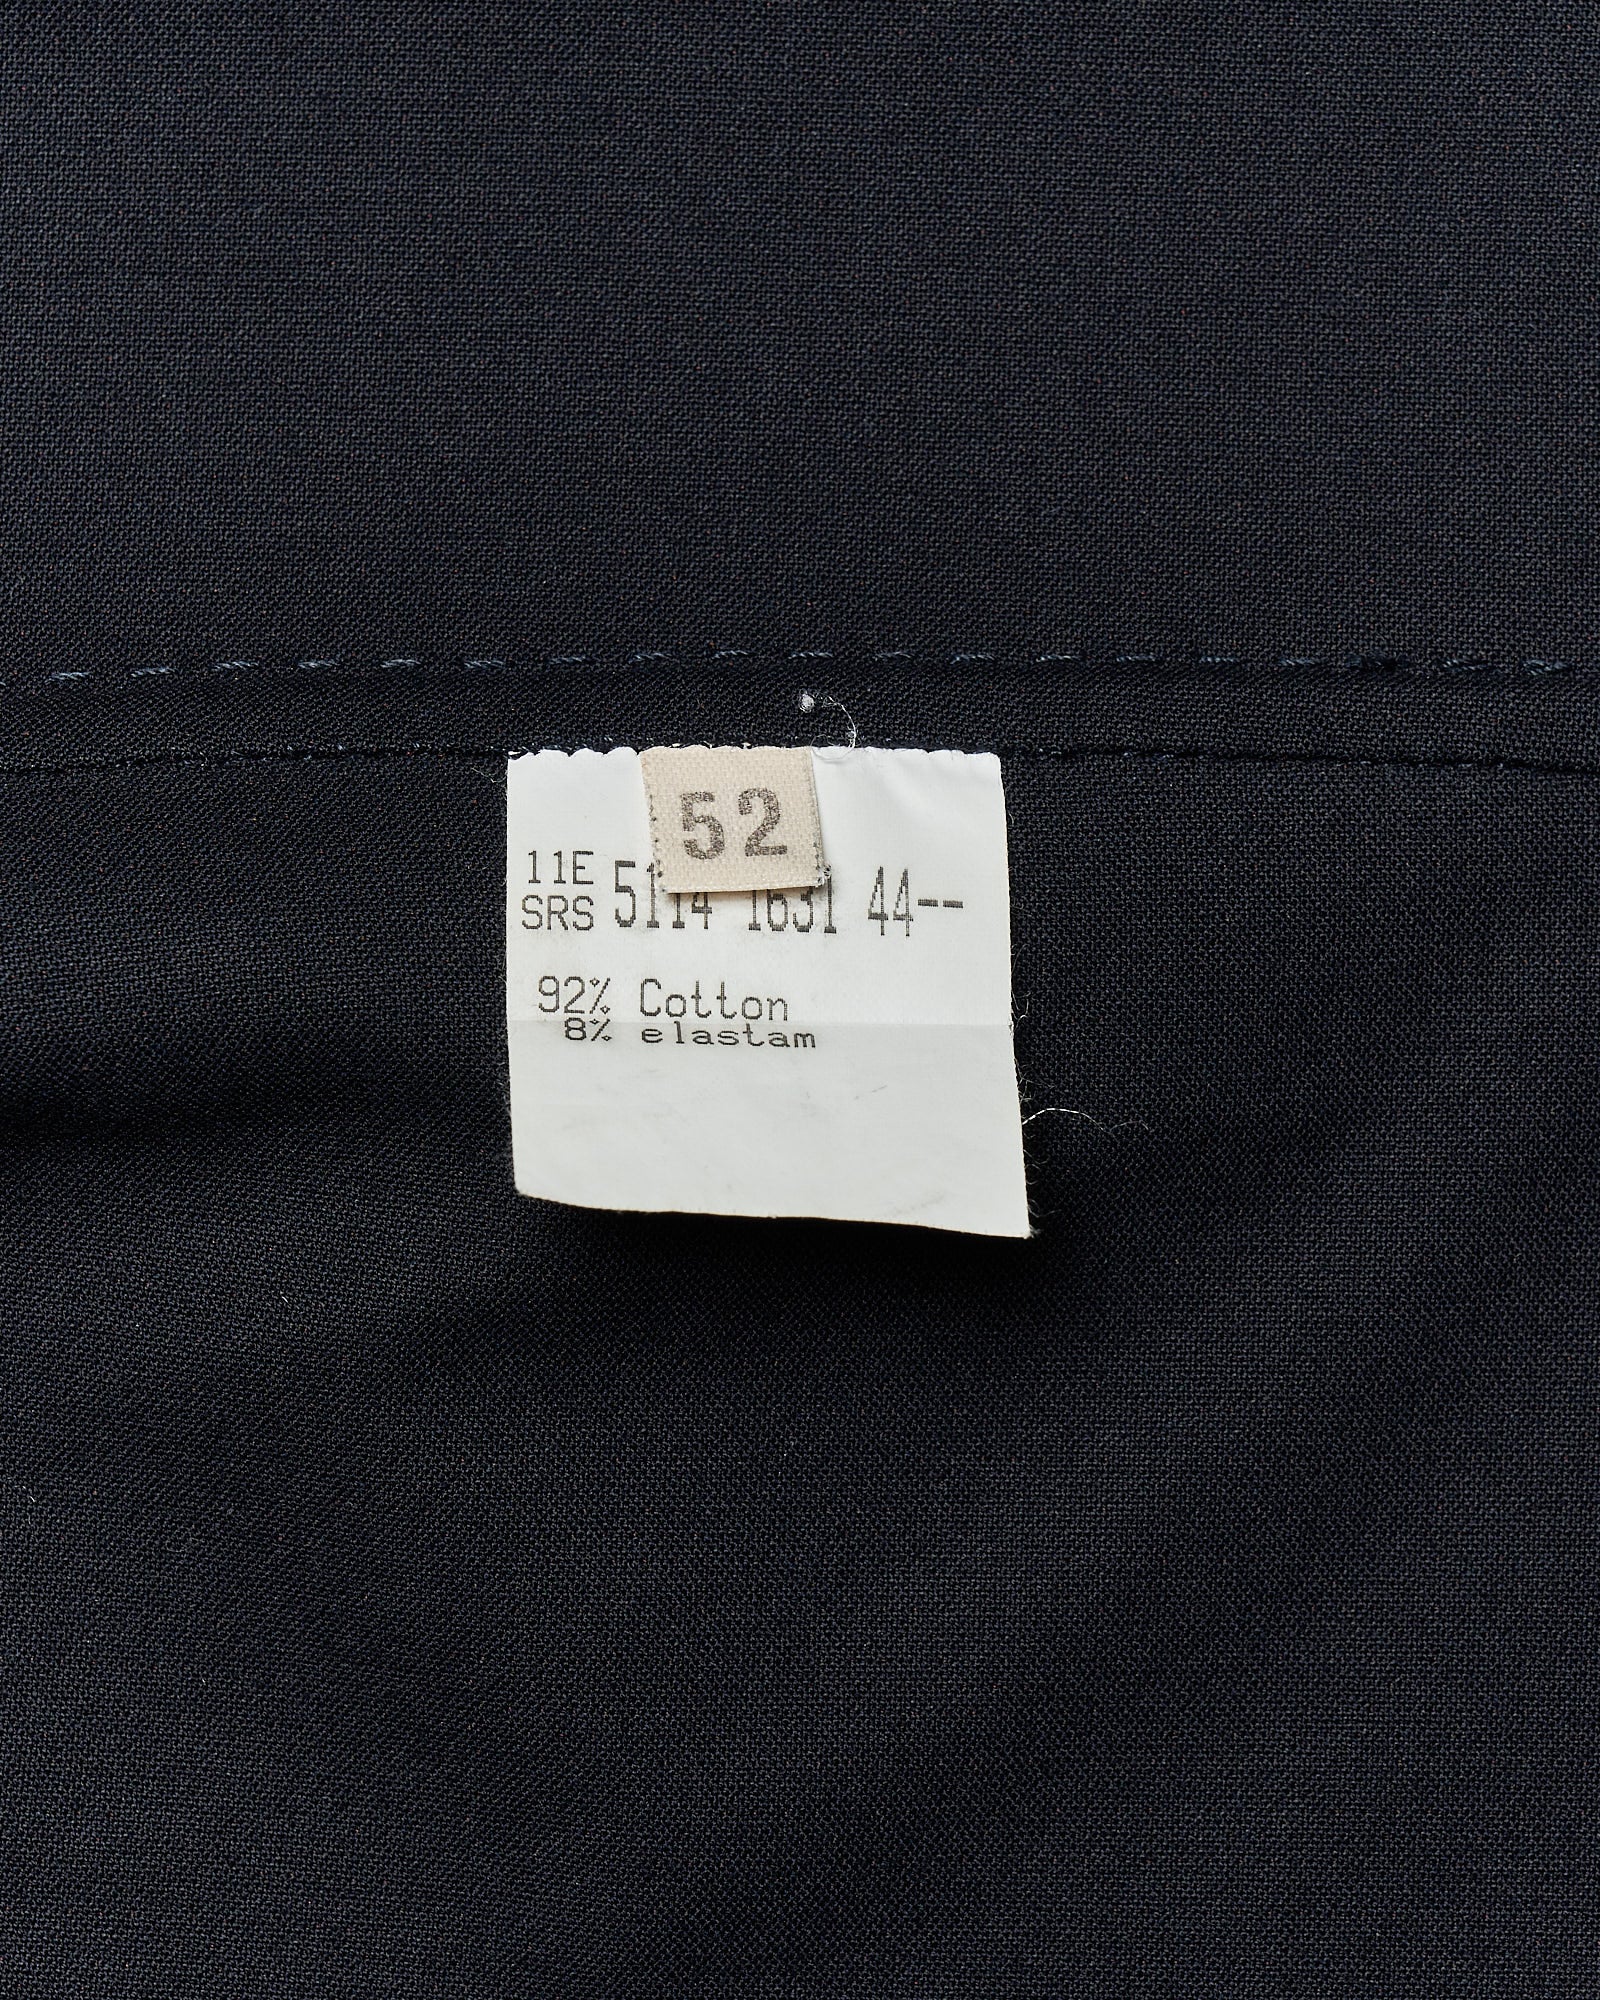 52
11E
SRS 5114 1631 44--
92% Cotton
8% elastam